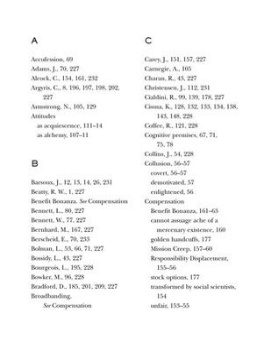 A
Accufession, 69
Adams, J., 70, 227
Alcock, C., 154, 161, 232
Argyris, C., 8, 196, 197, 198, 202,
227
Armstrong, N., 105, 129
Attitudes
as acquiescence, 111–14
as alchemy, 107–11
B
Barsoux, J., 12, 13, 14, 26, 231
Beatty, R. W., 1, 227
Benefit Bonanza. See Compensation
Bennett, L., 80, 227
Bennett, W., 77, 227
Bernhard, M., 167, 227
Berscheid, E., 70, 233
Bolman, L., 53, 66, 71, 227
Bossidy, L., 43, 227
Bourgeois, L., 195, 228
Bowker, M., 96, 228
Bradford, D., 185, 201, 209, 227
Broadbanding,
See Compensation
C
Carey, J., 151, 157, 227
Carnegie, A., 105
Charan, R., 43, 227
Christensen, J., 112, 231
Cialdini, R., 99, 139, 178, 227
Cissna, K., 128, 132, 133, 134, 138,
143, 148, 228
Coffee, R., 121, 228
Cognitive premises, 67, 71,
75, 78
Collins, J., 54, 228
Collusion, 56–57
covert, 56–57
demotivated, 57
enlightened, 56
Compensation
Benefit Bonanza, 161–63
cannot assuage ache of a
mercenary existence, 160
golden handcuffs, 177
Mission Creep, 157–60
Responsibility Displacement,
155–56
stock options, 177
transformed by social scientists,
154
unfair, 153–55